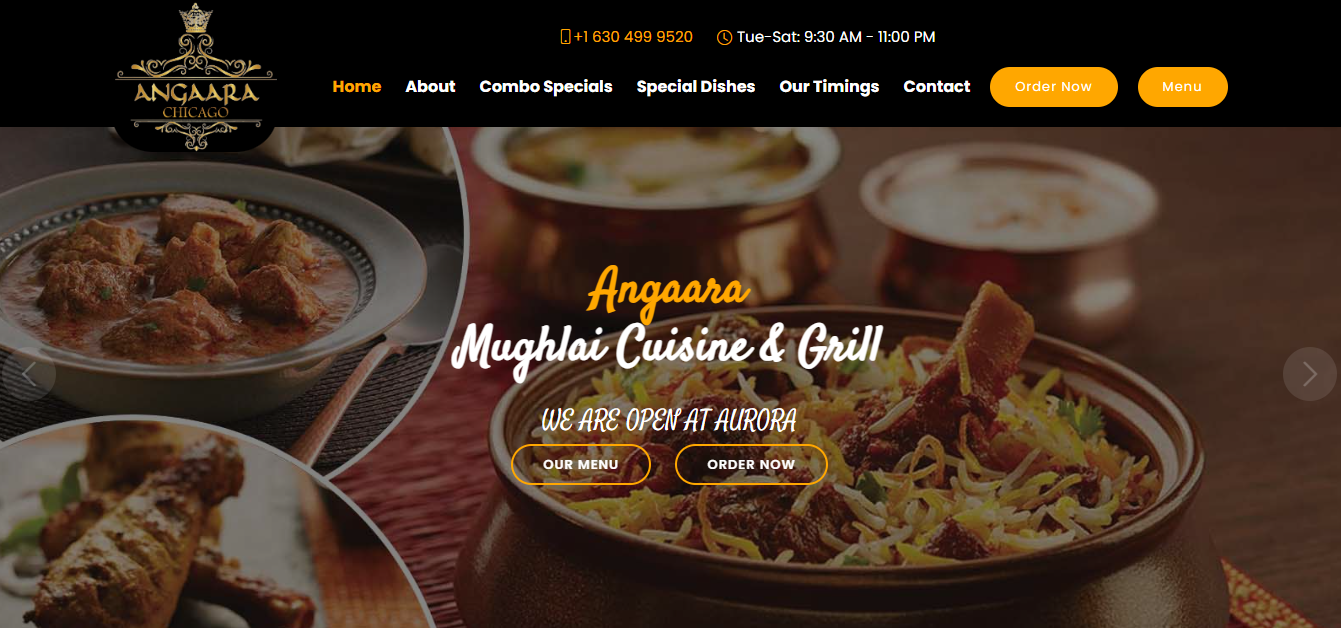 ANGAARA
CHICAGO
+1 630 499 9520 Tue-Sat: 9:30 AM - 11:00 PM
Home About Combo Specials Special Dishes Our Timings Contact Order Now Menu
Angaara
Mughlai Cuisine & Grill
WE ARE OPEN AT AURORA
OUR MENU ORDER NOW